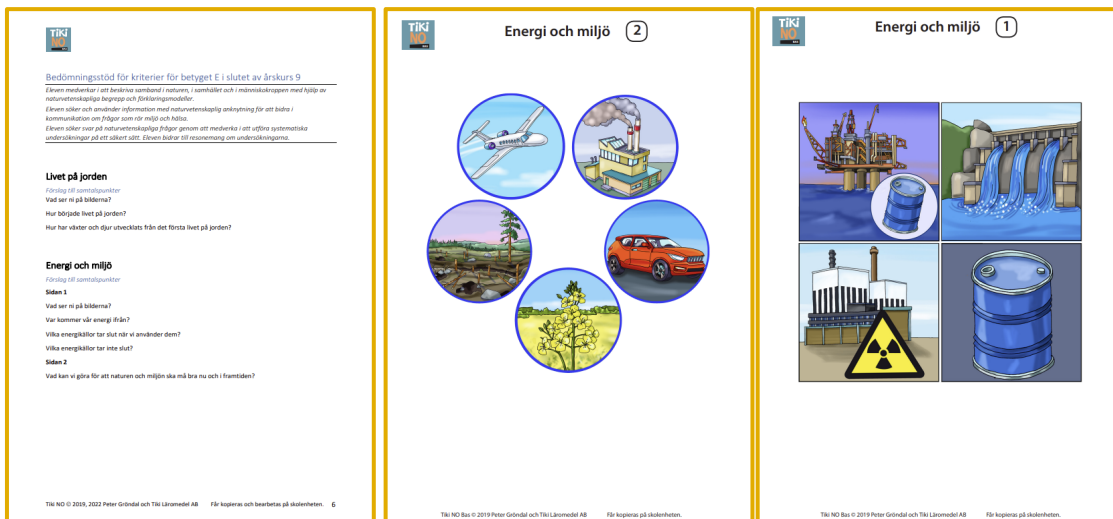 TiKi
NO
BAS
Bedömningsstöd för kriterier för betyget E i slutet av årskurs 9
Eleven medverkar i att beskriva samband i naturen, i samhället och i människokroppen med hjälp av
naturvetenskapliga begrepp och förklaringsmodeller.
Eleven söker och använder information med naturvetenskaplig anknytning för att bidra i
kommunikation om frågor som rör miljö och hälsa.
Eleven söker svar på naturvetenskapliga frågor genom att medverka i att utföra systematiska
undersökningar på ett säkert sätt. Eleven bidrar till resonemang om undersökningarna.
Livet på jorden
Förslag till samtalspunkter
Vad ser ni på bilderna?
Hur började livet på jorden?
Hur har växter och djur utvecklats från det första livet på jorden?
Energi och miljö
Förslag till samtalspunkter
Sidan 1
Vad ser ni på bilderna?
Var kommer vår energi ifrån?
Vilka energikällor tar slut när vi använder dem?
Vilka energikällor tar inte slut?
Sidan 2
Vad kan vi göra för att naturen och miljön ska må bra nu och i framtiden?
Tiki NO © 2019, 2022 Peter Gröndal och Tiki Läromedel AB Får kopieras och bearbetas på skolenheten. 6
TiKi
NO
BAS
Energi och miljö 2
Tiki NO Bas © 2019 Peter Gröndal och Tiki Läromedel AB Får kopieras på skolenheten.
TiKi
NO
BAS
Energi och miljö 1
Tiki NO Bas © 2019 Peter Gröndal och Tiki Läromedel AB Får kopieras på skolenheten.